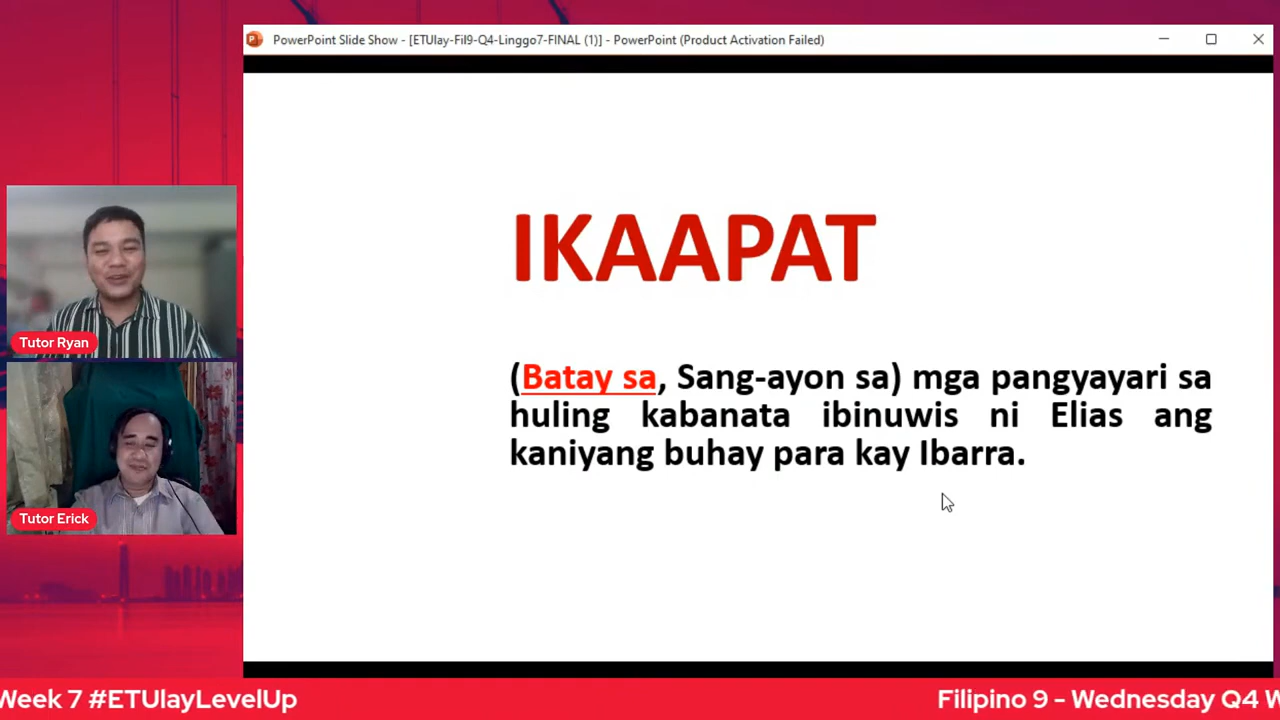 PowerPoint Slide Show - [ETUlay-Fil9-Q4-Linggo7-FINAL (1)] - PowerPoint (Product Activation Failed)
IKAAPAT
(Batay sa, Sang-ayon sa) mga pangyayari sa
huling kabanata ibinuwis ni Elias ang
kaniyang buhay para kay Ibarra.
Tutor Ryan
Tutor Erick
Week 7 #ETUlayLevelUp
Filipino 9 - Wednesday Q4 W